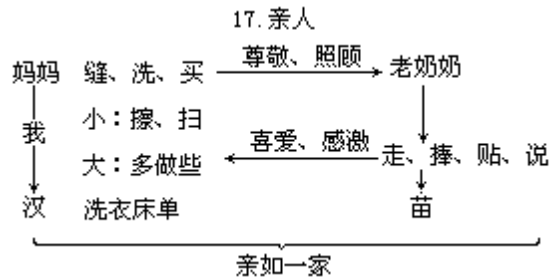 17.亲人
尊敬、照顾
妈妈 缝、洗、买 老奶奶
我 小：擦、扫
喜爱、感激
大：多做些 走、捧、贴、说
汉 洗衣床单 苗
亲如一家